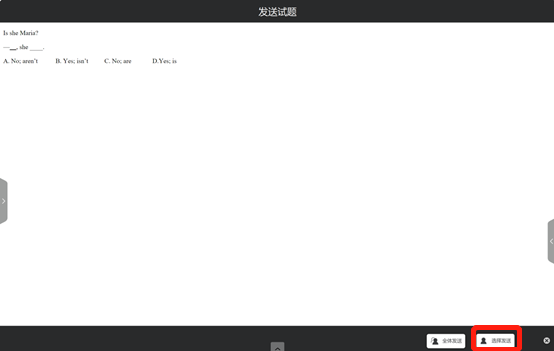 发送试题
Is she Maria?
—__, she ____.
A. No; aren't B. Yes; isn't C. No; are D.Yes; is
全体发送 选择发送